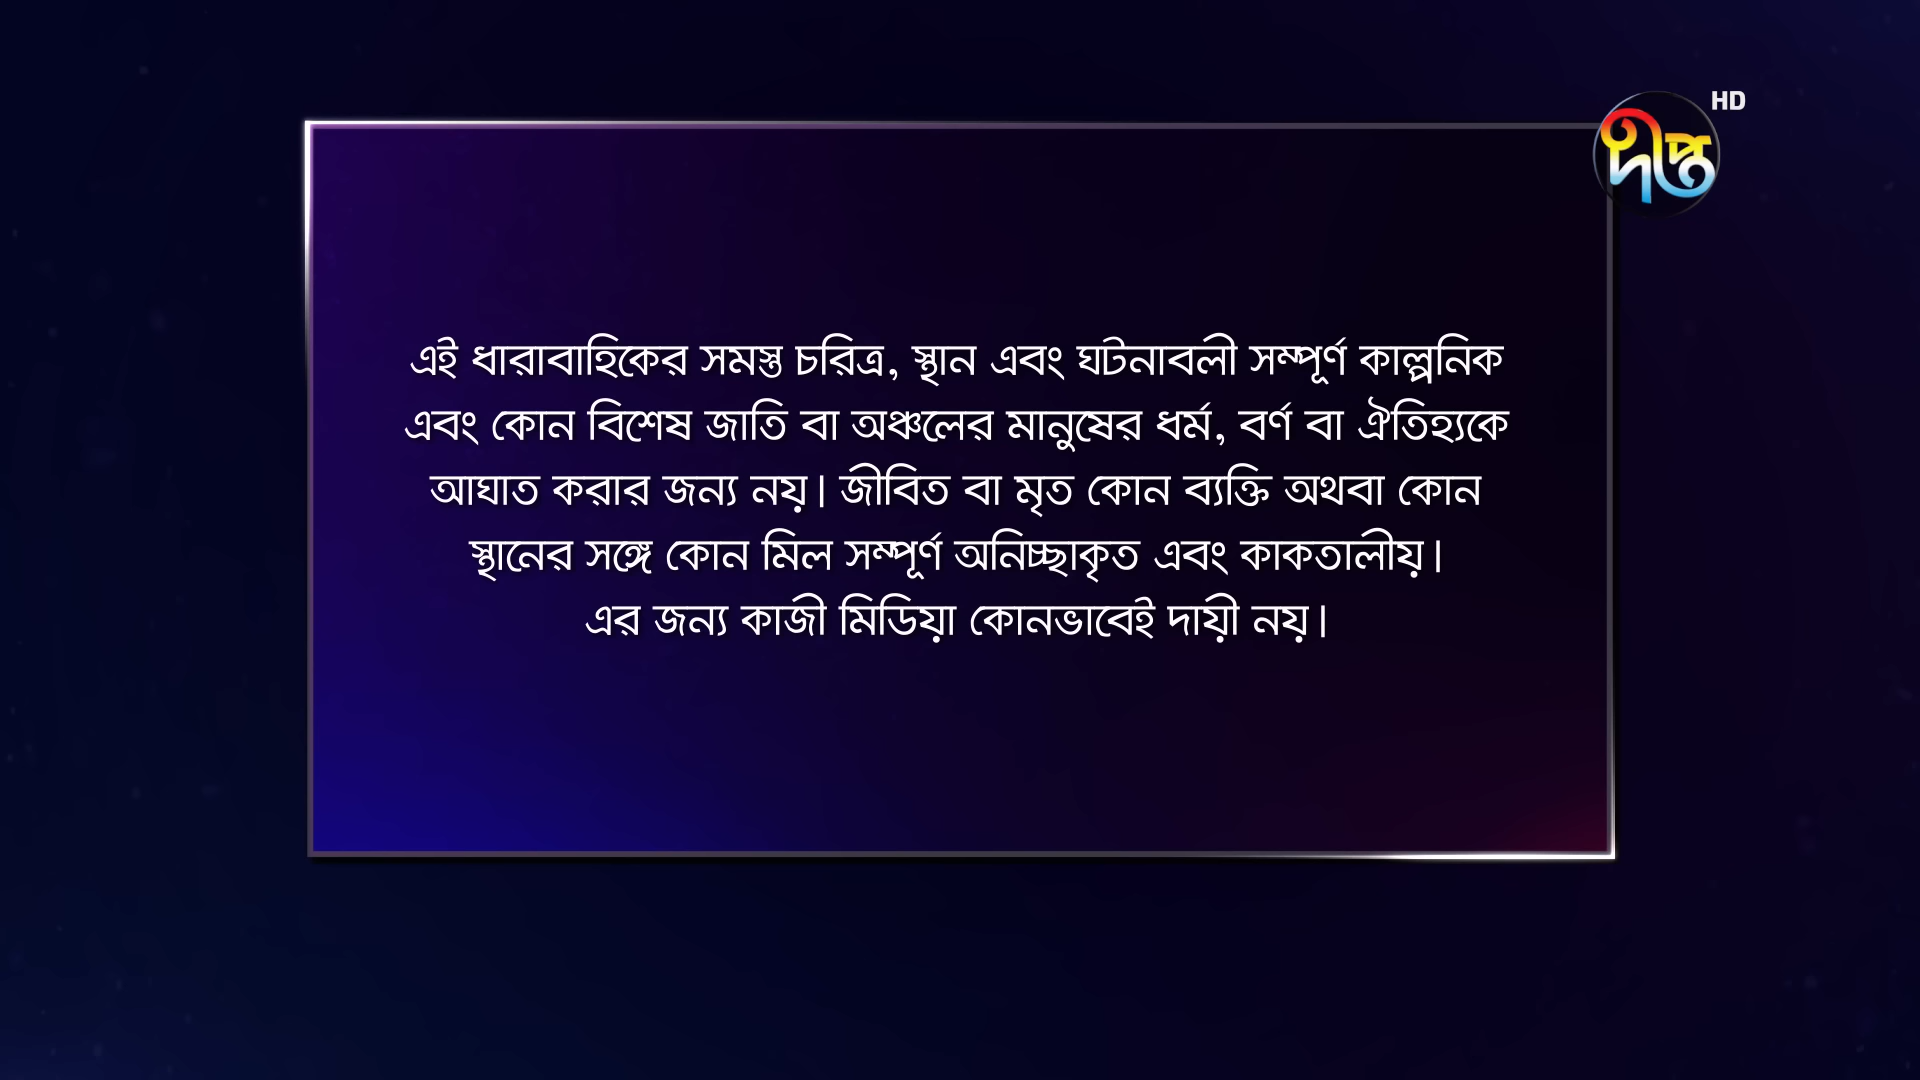 HD
দীপ্ত
এই ধারাবাহিকের সমস্ত চরিত্র, স্থান এবং ঘটনাবলী সম্পূর্ণ কাল্পনিক
এবং কোন বিশেষ জাতি বা অঞ্চলের মানুষের ধর্ম, বর্ণ বা ঐতিহ্যকে
আঘাত করার জন্য নয়। জীবিত বা মৃত কোন ব্যক্তি অথবা কোন
স্থানের সঙ্গে কোন মিল সম্পূর্ণ অনিচ্ছাকৃত এবং কাকতালীয়।
এর জন্য কাজী মিডিয়া কোনভাবেই দায়ী নয়।